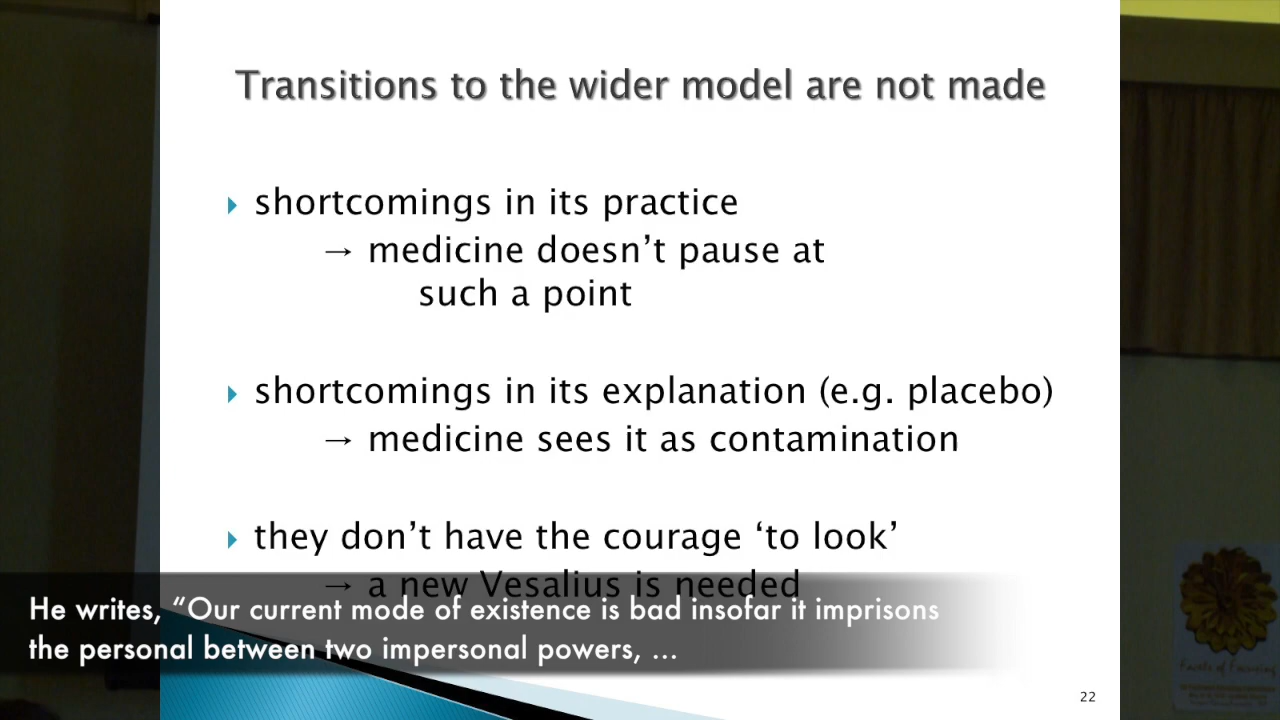 Transitions to the wider model are not made
shortcomings in its practice
→ medicine doesn’t pause at
such a point
shortcomings in its explanation (e.g. placebo)
→ medicine sees it as contamination
they don’t have the courage ‘to look’
→ a new Vesalius is needed
He writes, “Our current mode of existence is bad insofar it imprisons
the personal between two impersonal powers, ...
22
Facets of Focusing